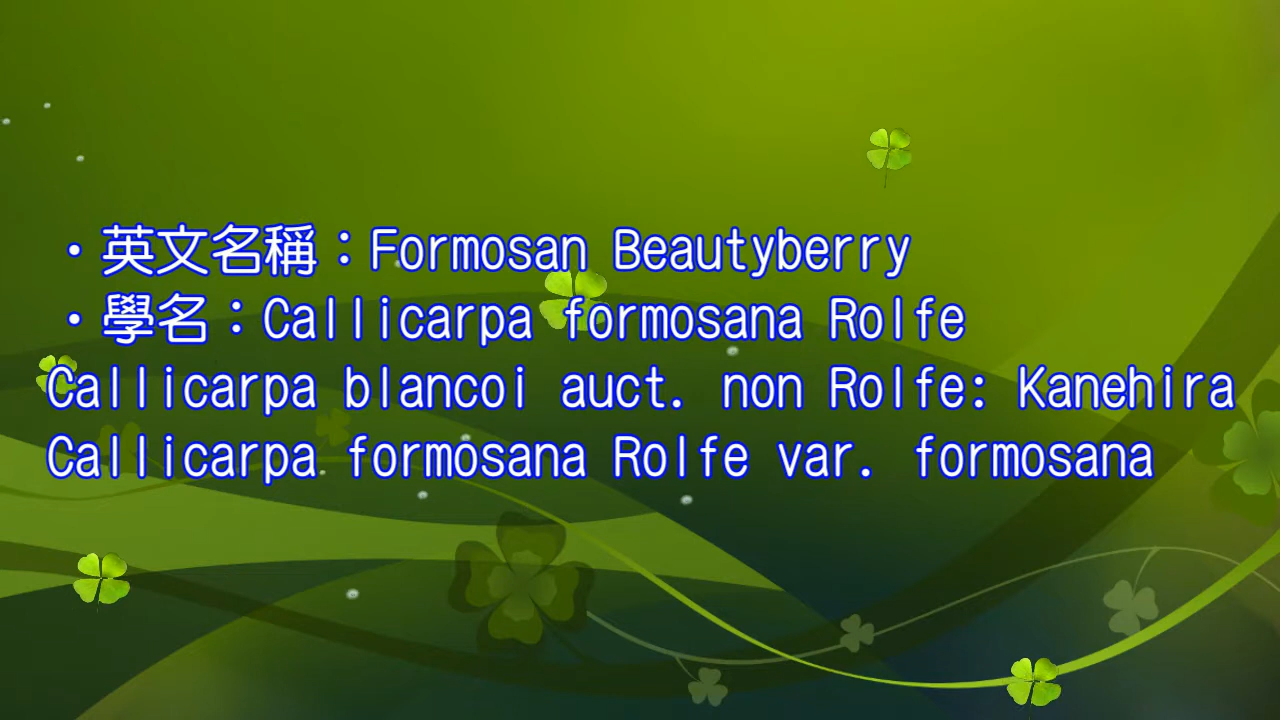 ・英文名稱：Formosan Beautyberry
・學名：Callicarpa formosana Rolfe
Callicarpa blancoi auct. non Rolfe: Kanehira
Callicarpa formosana Rolfe var. formosana